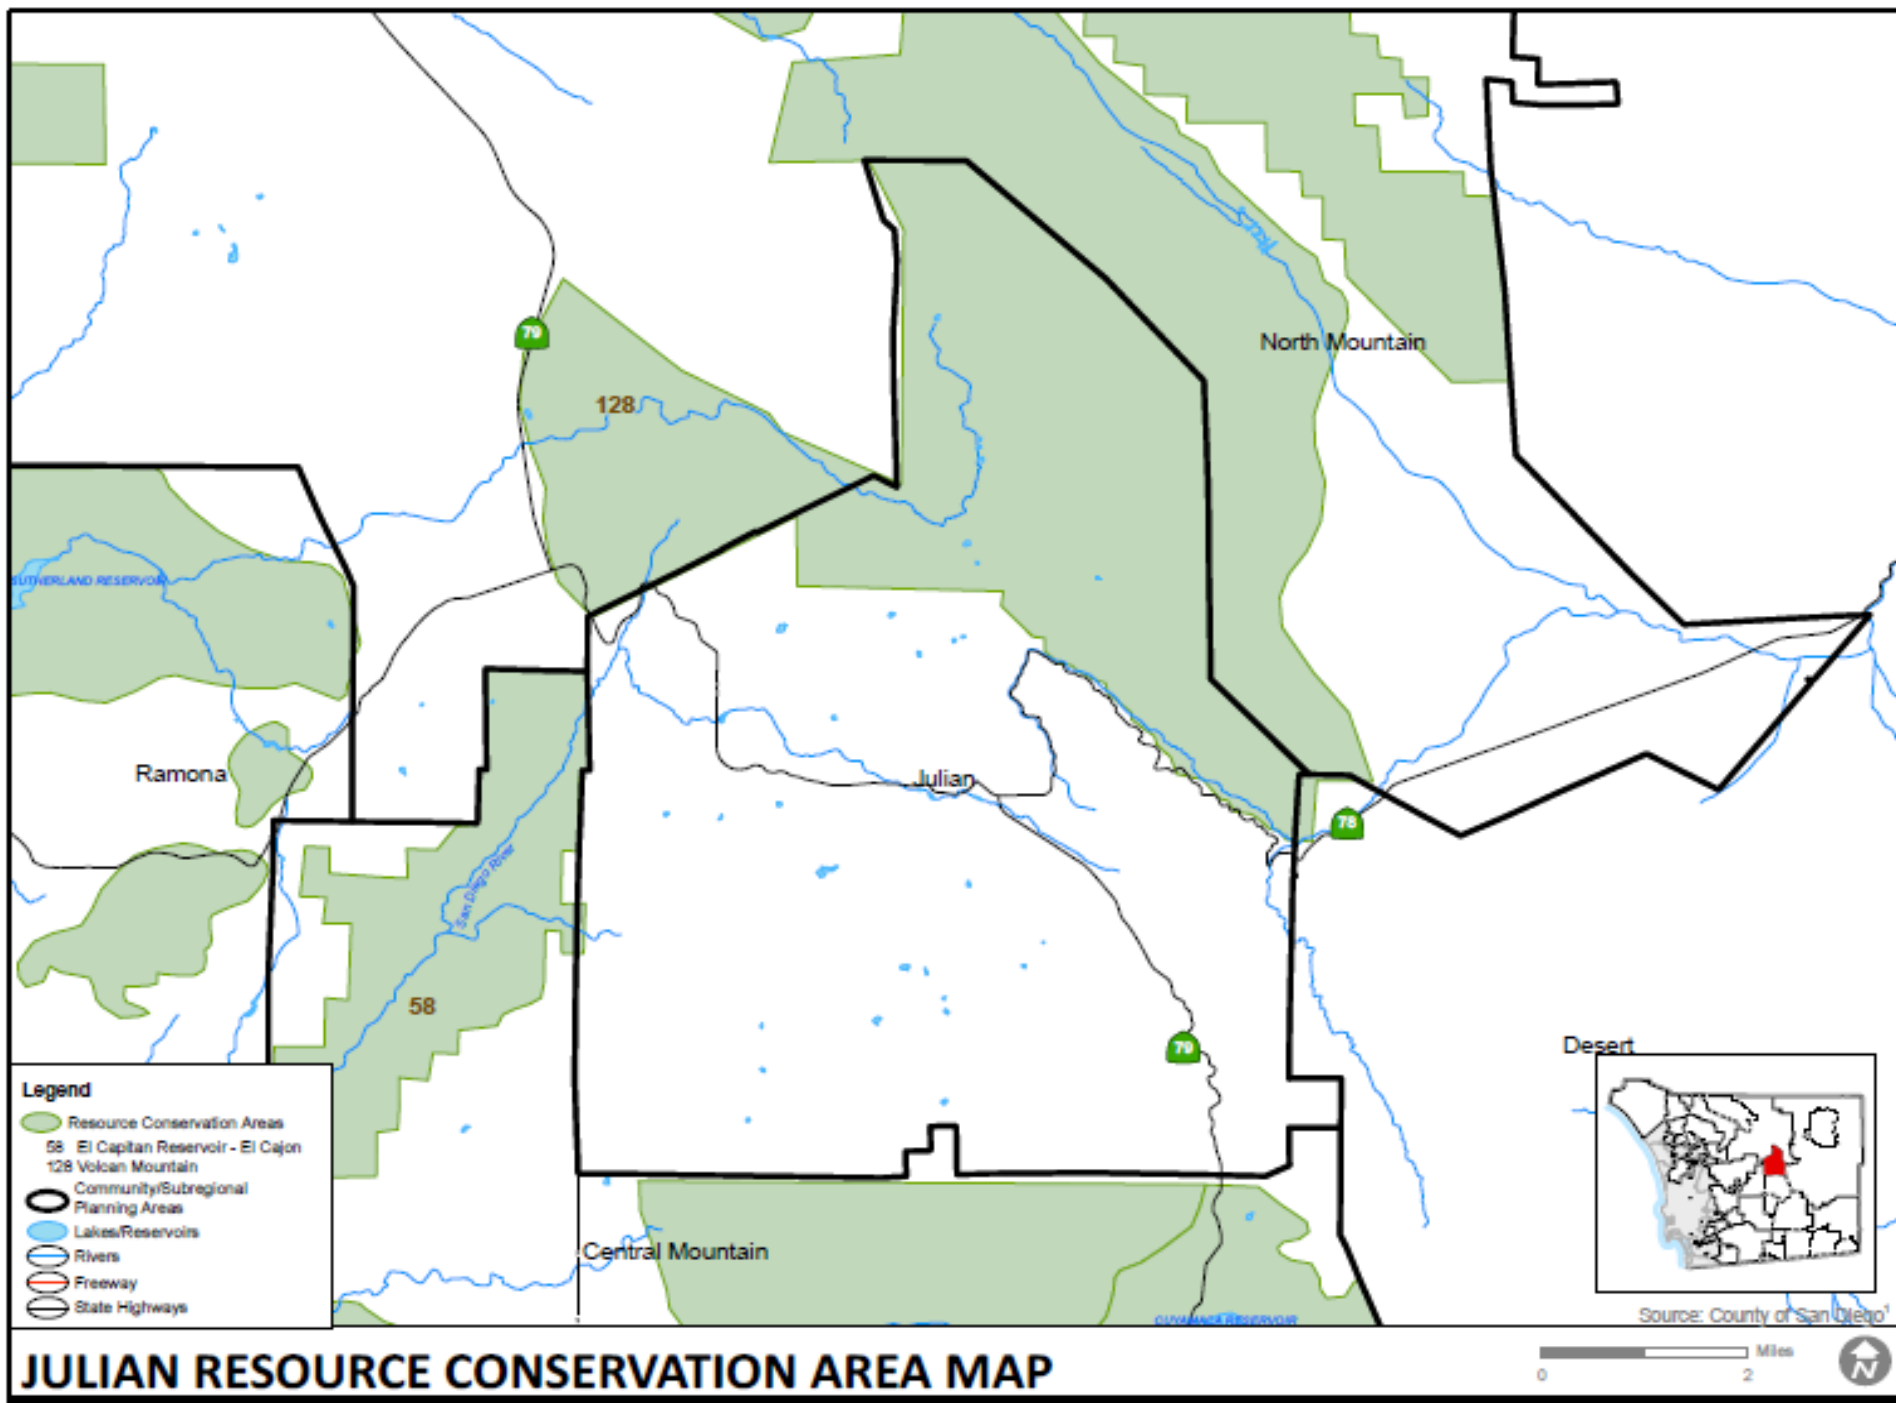 79
North Mountain
128
SUTHERLAND RESERVOIR
Ramona
Julian
78
San Diego River
58
79
Desert
Legend
Resource Conservation Areas
58 El Capitan Reservoir - El Cajon
128 Volcan Mountain
Community/Subregional
Planning Areas
Lakes/Reservoirs
Rivers
Freeway
State Highways
Central Mountain
CUYAMACA RESERVOIR
Source: County of San Diego¹
JULIAN RESOURCE CONSERVATION AREA MAP
Miles
0 2
N